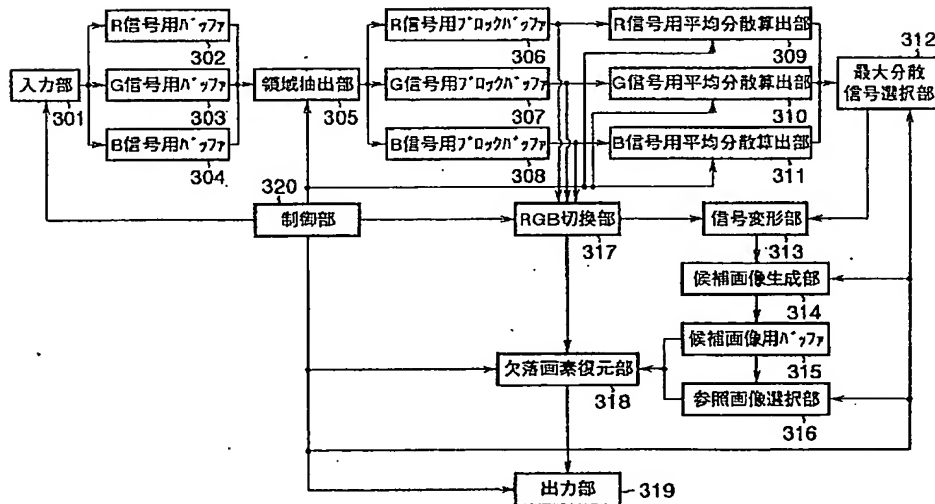 R信号用バッファ
302
入力部
301
G信号用バッファ
303
B信号用バッファ
304
領域抽出部
305
R信号用ブロックバッファ
306
G信号用ブロックバッファ
307
B信号用ブロックバッファ
308
R信号用平均分散算出部
309
G信号用平均分散算出部
310
B信号用平均分散算出部
311
312
最大分散
信号選択部
320
制御部
RGB切換部
317
信号変形部
313
候補画像生成部
314
候補画像用バッファ
315
欠落画素復元部
318
参照画像選択部
316
出力部
319